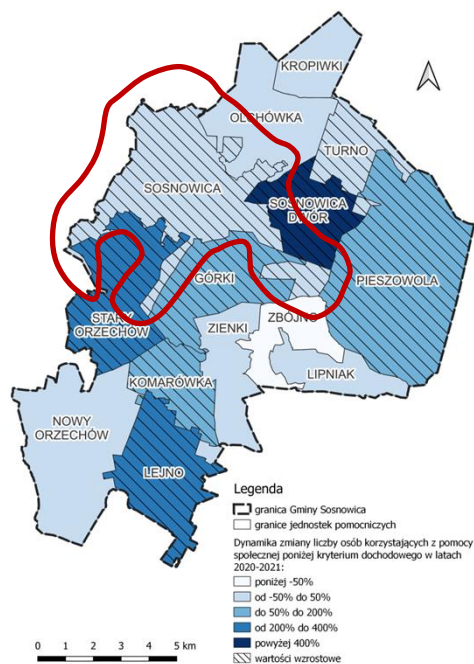 KROPIWKI
OLCHÓWKA
TURNO
SOSNOWICA
SOSNOWICA
DWÓR
PIESZOWOLA
GÓRKI
STARY
ORZECHÓW
ZBÓJNO
ZIENKI
LIPNIAK
KOMARÓWKA
NOWY
ORZECHÓW
LEJNO
Legenda
granica Gminy Sosnowica
granice jednostek pomocniczych
Dynamika zmiany liczby osób korzystających z pomocy
społecznej poniżej kryterium dochodowego w latach
2020-2021:
poniżej -50%
od -50% do 50%
do 50% do 200%
od 200% do 400%
powyżej 400%
wartości wzrostowe
0 1 2 3 4 5 km